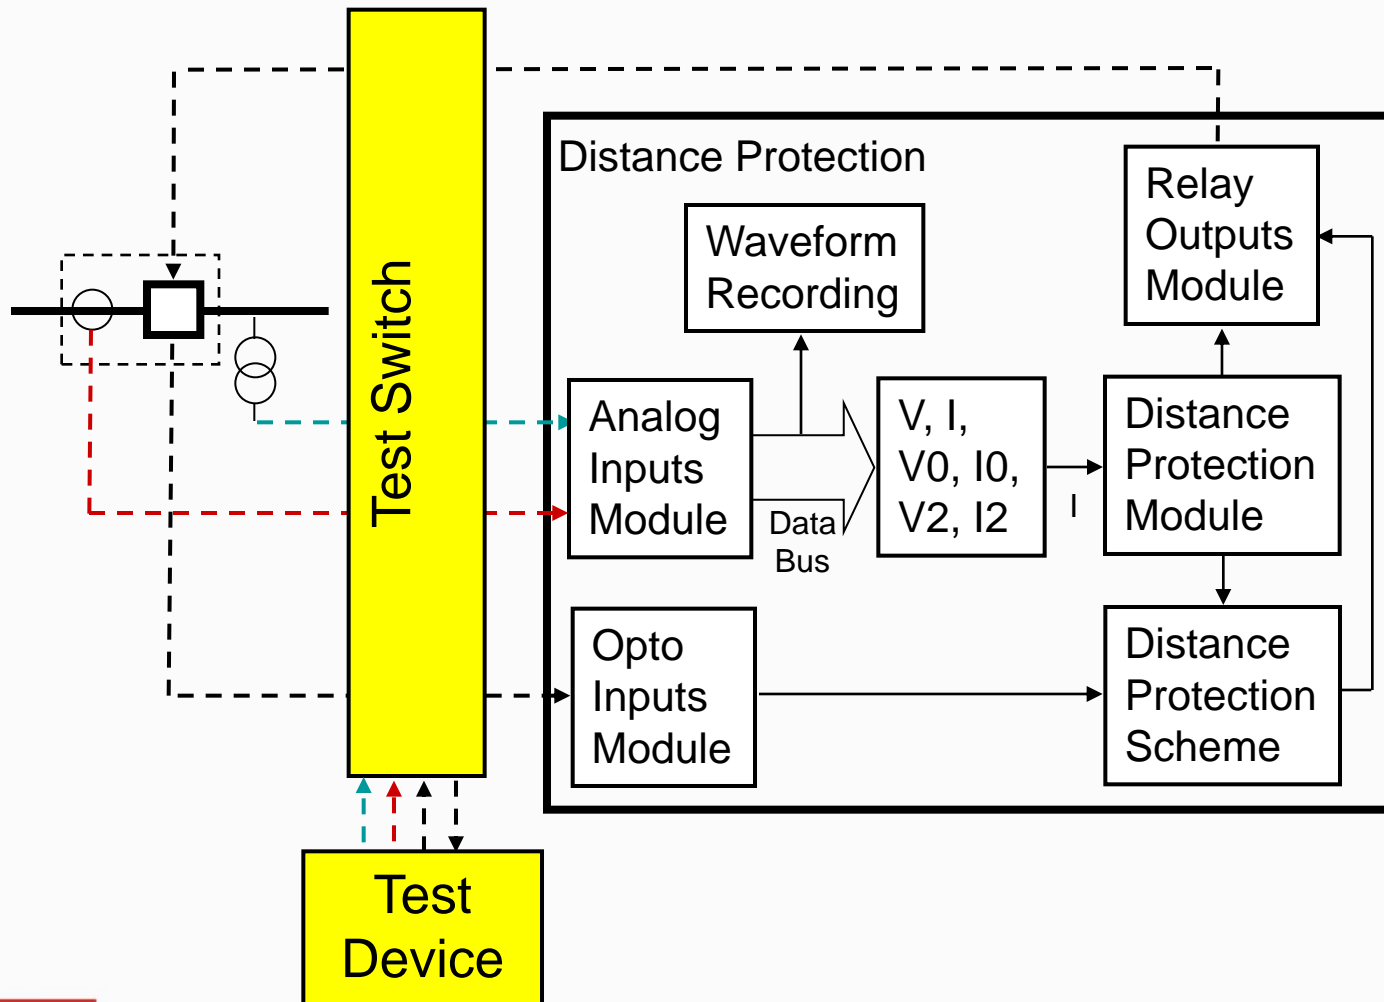 Test Switch
Distance Protection
Waveform
Recording
Relay
Outputs
Module
Analog
Inputs
Module
Data
Bus
V, I,
V0, I0,
V2, I2
I
Distance
Protection
Module
Opto
Inputs
Module
Distance
Protection
Scheme
Test
Device